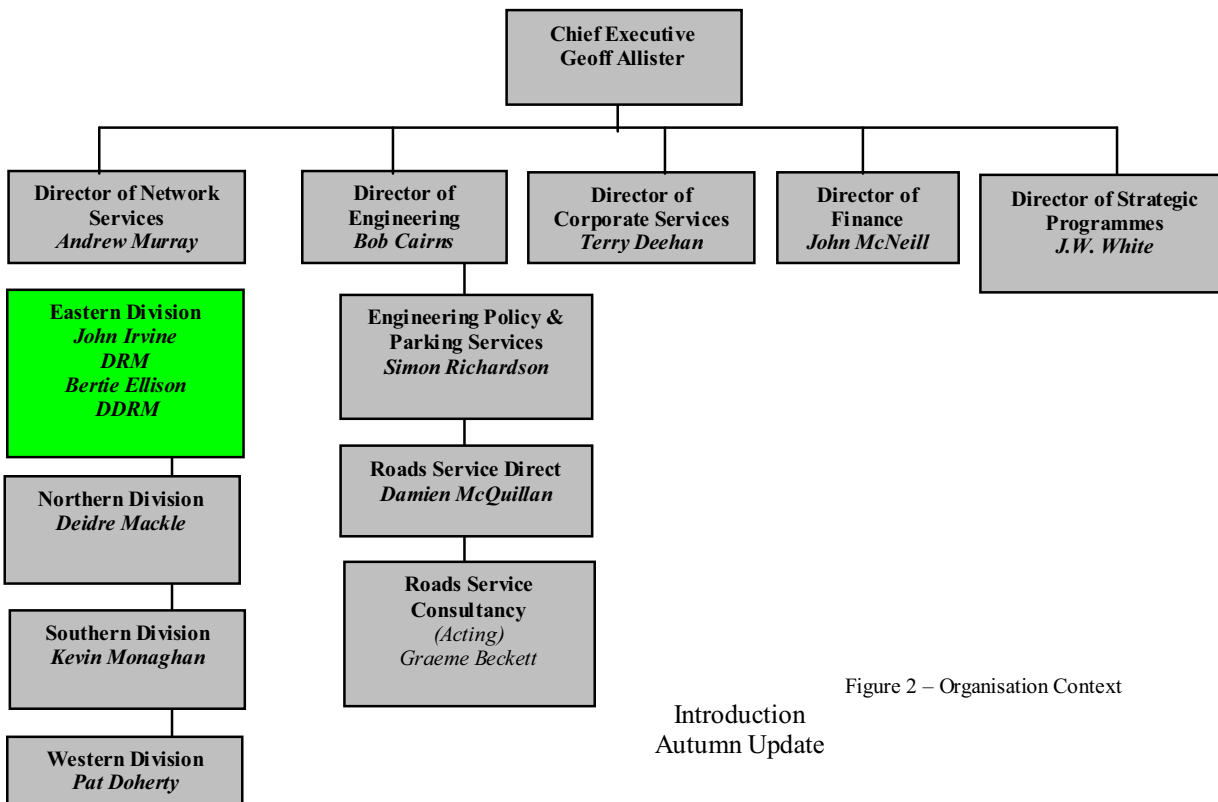 Chief Executive
Geoff Allister
Director of Network
Services
Andrew Murray
Director of
Engineering
Bob Cairns
Director of
Corporate Services
Terry Deehan
Director of
Finance
John McNeill
Director of Strategic
Programmes
J.W. White
Eastern Division
John Irvine
DRM
Bertie Ellison
DDRM
Northern Division
Deidre Mackle
Southern Division
Kevin Monaghan
Western Division
Pat Doherty
Engineering Policy &
Parking Services
Simon Richardson
Roads Service Direct
Damien McQuillan
Roads Service
Consultancy
(Acting)
Graeme Beckett
Figure 2 – Organisation Context
Introduction
Autumn Update